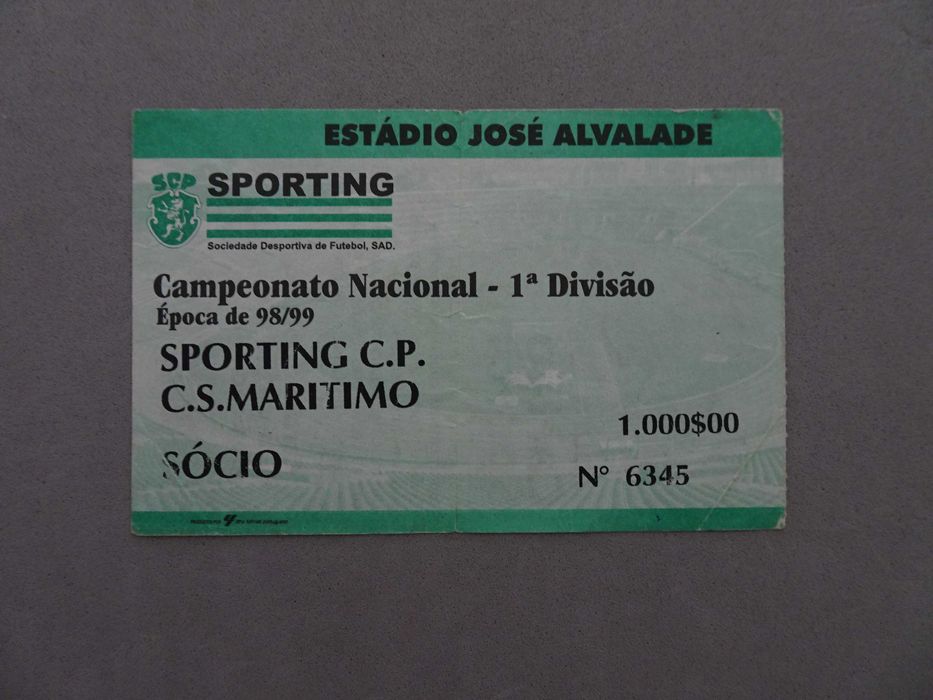 ESTÁDIO JOSÉ ALVALADE
SCP
SPORTING
Sociedade Desportiva de Futebol, SAD.
Campeonato Nacional - 1ª Divisão
Época de 98/99
SPORTING C.P.
C.S.MARITIMO
1.000$00
SÓCIO
Nº 6345